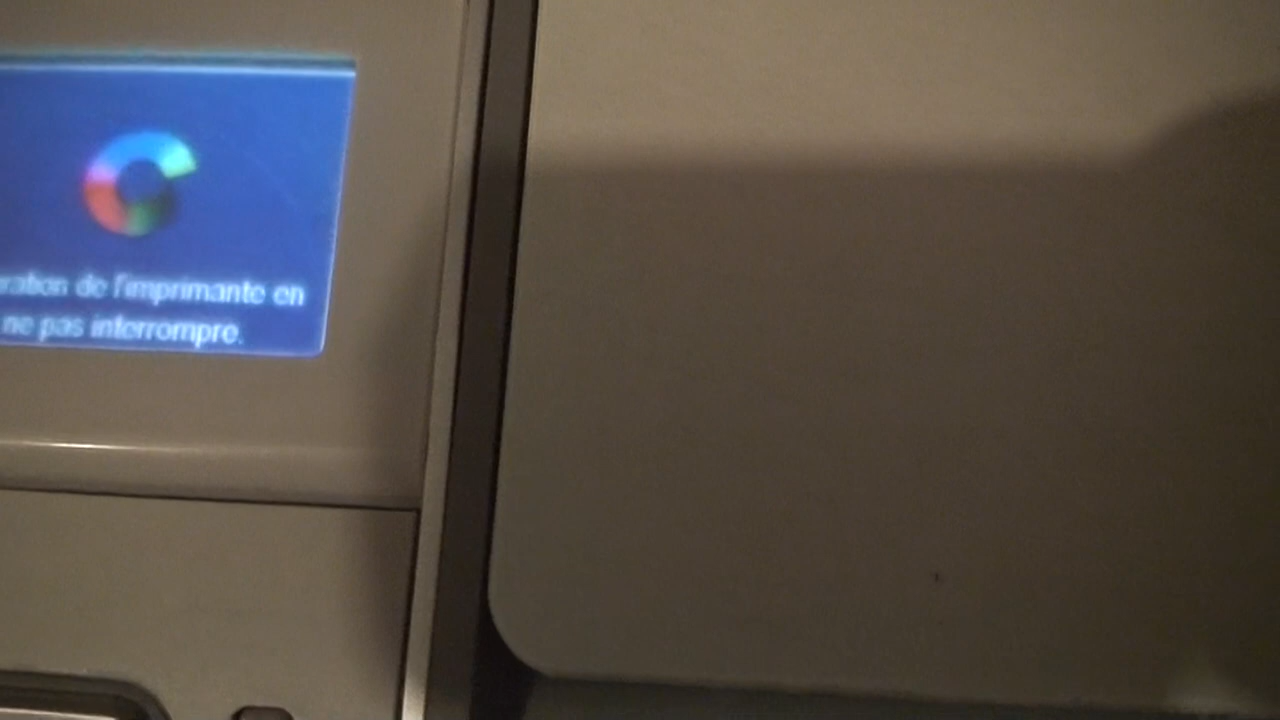 de l'imprimante en
ne pas interrompre.